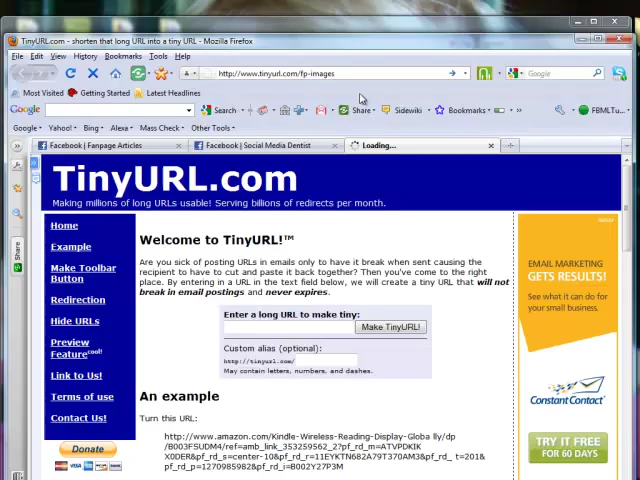 TinyURL.com - shorten that long URL into a tiny URL - Mozilla Firefox
File Edit View History Bookmarks Tools Help
http://www.tinyurl.com/fp-images
Google
Most Visited Getting Started Latest Headlines
Google Search Share Sidewiki Bookmarks FBMLTu...
Google Yahoo! Bing Alexa Mass Check Other Tools
Facebook | Fanpage Articles Facebook | Social Media Dentist Loading...
Share
TinyURL.com
Making millions of long URLs usable! Serving billions of redirects per month.
Home
Example
Make Toolbar
Button
Redirection
Hide URLs
Preview
Feature cool!
Link to Us!
Terms of use
Contact Us!
Donate
VISA
Welcome to TinyURL!™
Are you sick of posting URLs in emails only to have it break when sent causing the
recipient to have to cut and paste it back together? Then you've come to the right
place. By entering in a URL in the text field below, we will create a tiny URL that will not
break in email postings and never expires.
Enter a long URL to make tiny:
Make TinyURL!
Custom alias (optional):
http://tinyurl.com/
May contain letters, numbers, and dashes.
An example
Turn this URL:
http://www.amazon.com/Kindle-Wireless-Reading-Display-Globa lly/dp
/B003FSUDM4/ref=amb_link_353259562_2?pf_rd_m=ATVPDKIK
X0DER&pf_rd_s=center-10&pf_rd_r=11EYKTN682A79T370AM3&pf_rd_ t=201&
pf_rd_p=1270985982&pf_rd_i=B002Y27P3M
EMAIL MARKETING
GETS RESULTS!
See what it can do for
your small business.
Constant Contact
TRY IT FREE
FOR 60 DAYS